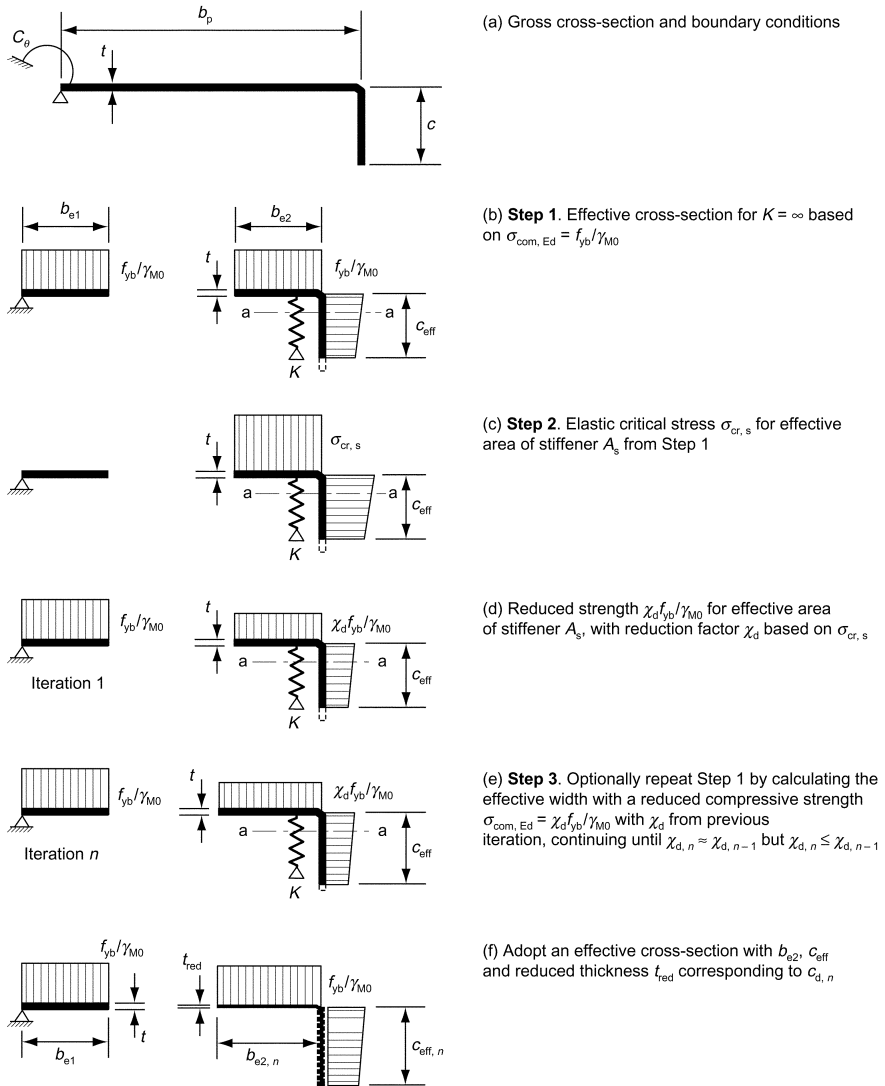 b_p
(a) Gross cross-section and boundary conditions
C_θ
t
c
b_e1
b_e2
(b) Step 1. Effective cross-section for K = ∞ based
on σ_com, Ed = f_yb/γ_M0
f_yb/γ_M0
t
f_yb/γ_M0
a
a
c_eff
K
(c) Step 2. Elastic critical stress σ_cr, s for effective
area of stiffener A_s from Step 1
t
σ_cr, s
a
a
c_eff
K
f_yb/γ_M0
t
χ_d f_yb/γ_M0
(d) Reduced strength χ_d f_yb/γ_M0 for effective area
of stiffener A_s, with reduction factor χ_d based on σ_cr, s
a
a
c_eff
Iteration 1
K
f_yb/γ_M0
t
χ_d f_yb/γ_M0
(e) Step 3. Optionally repeat Step 1 by calculating the
effective width with a reduced compressive strength
σ_com, Ed = χ_d f_yb/γ_M0 with χ_d from previous
iteration, continuing until χ_d, n ≈ χ_d, n−1 but χ_d, n ≤ χ_d, n−1
a
a
c_eff
Iteration n
K
f_yb/γ_M0
t_red
f_yb/γ_M0
(f) Adopt an effective cross-section with b_e2, c_eff
and reduced thickness t_red corresponding to c_d, n
t
b_e1
b_e2, n
c_eff, n